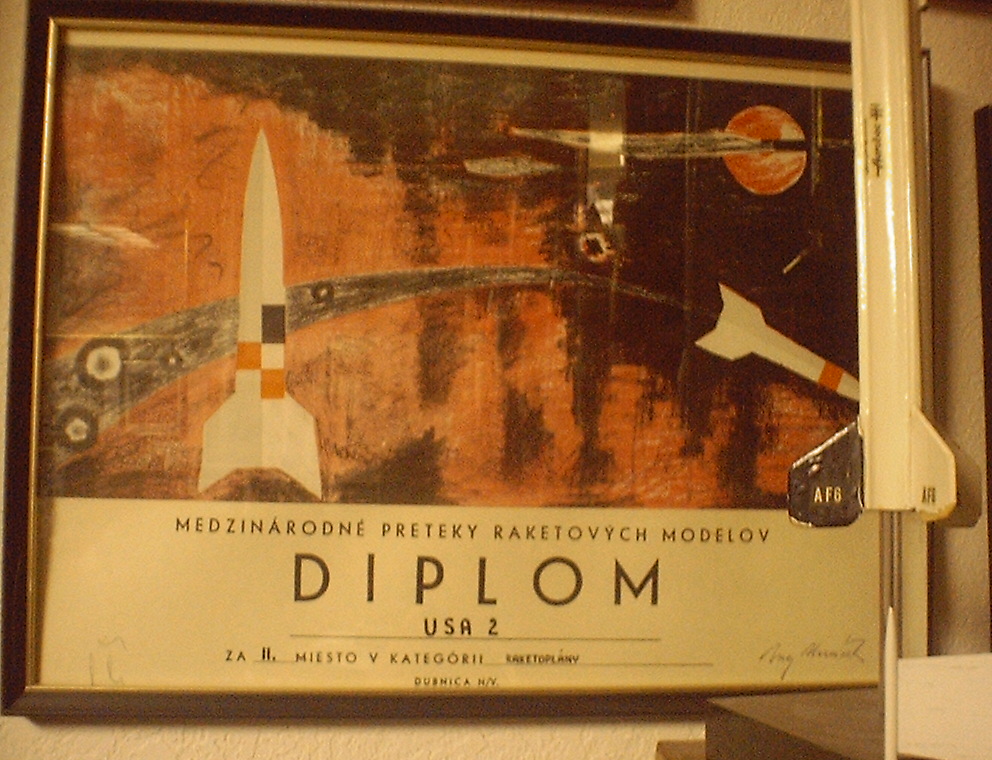 MEDZINÁRODNÉ PRETEKY RAKETOVÝCH MODELOV
DIPLOM
USA 2
ZA II. MIESTO V KATEGÓRII RAKETOPLÁNY
DUBNICA N/V.
AF6
AF6